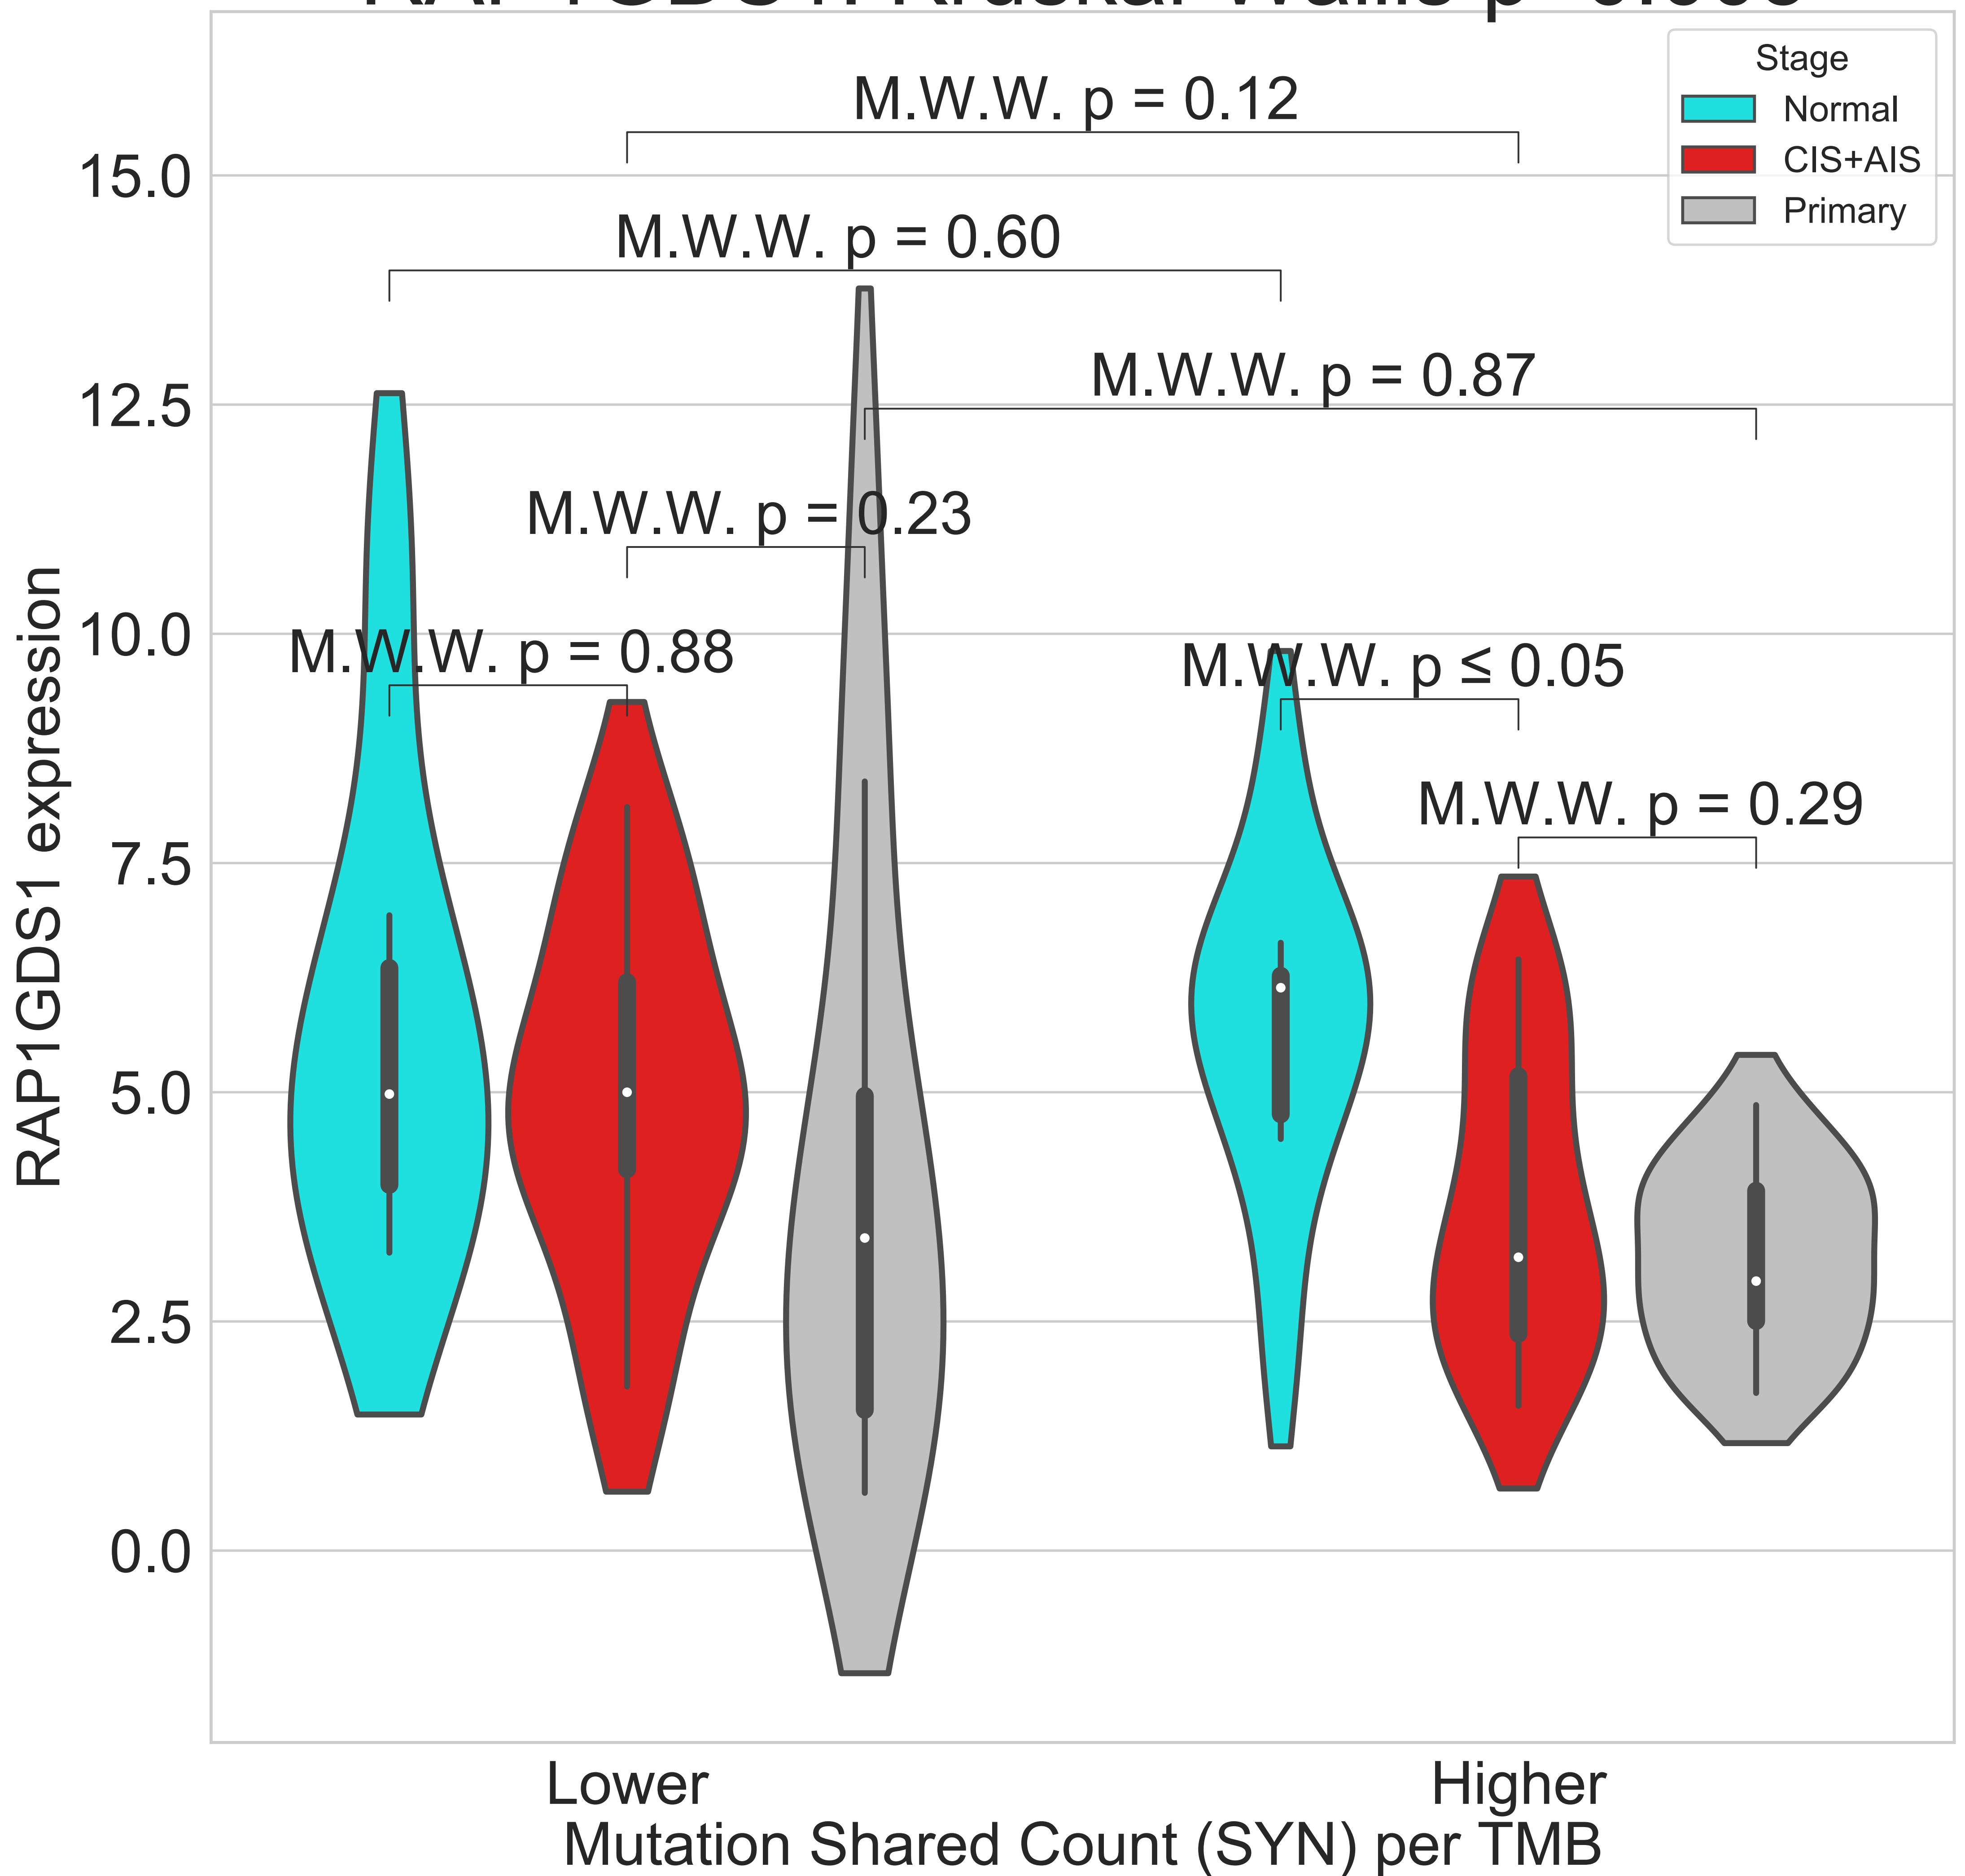 Stage
Normal
CIS+AIS
Primary
M.W.W. p = 0.12
M.W.W. p = 0.60
M.W.W. p = 0.87
M.W.W. p = 0.23
M.W.W. p = 0.88
M.W.W. p ≤ 0.05
M.W.W. p = 0.29
15.0
12.5
10.0
7.5
5.0
2.5
0.0
RAP1GDS1 expression
Lower
Higher
Mutation Shared Count (SYN) per TMB